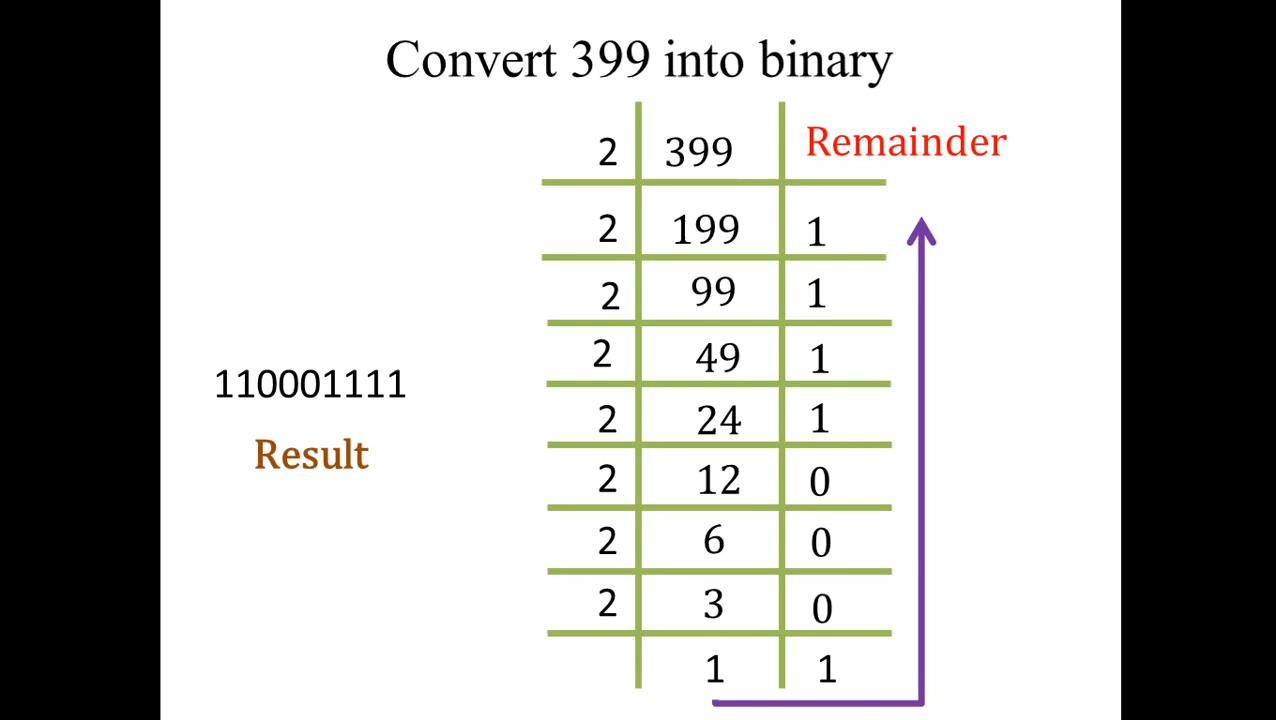 Convert 399 into binary
2 399 Remainder
2 199 1
2 99 1
2 49 1
110001111
2 24 1
Result
2 12 0
2 6 0
2 3 0
1 1